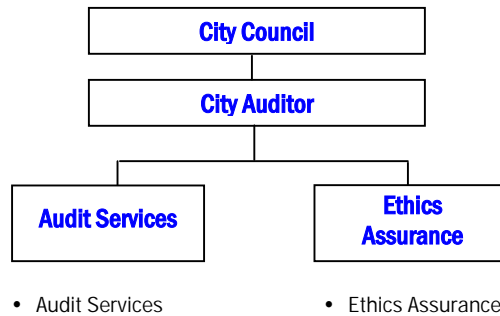 City Council
City Auditor
Audit Services
Ethics
Assurance
• Audit Services
• Ethics Assurance